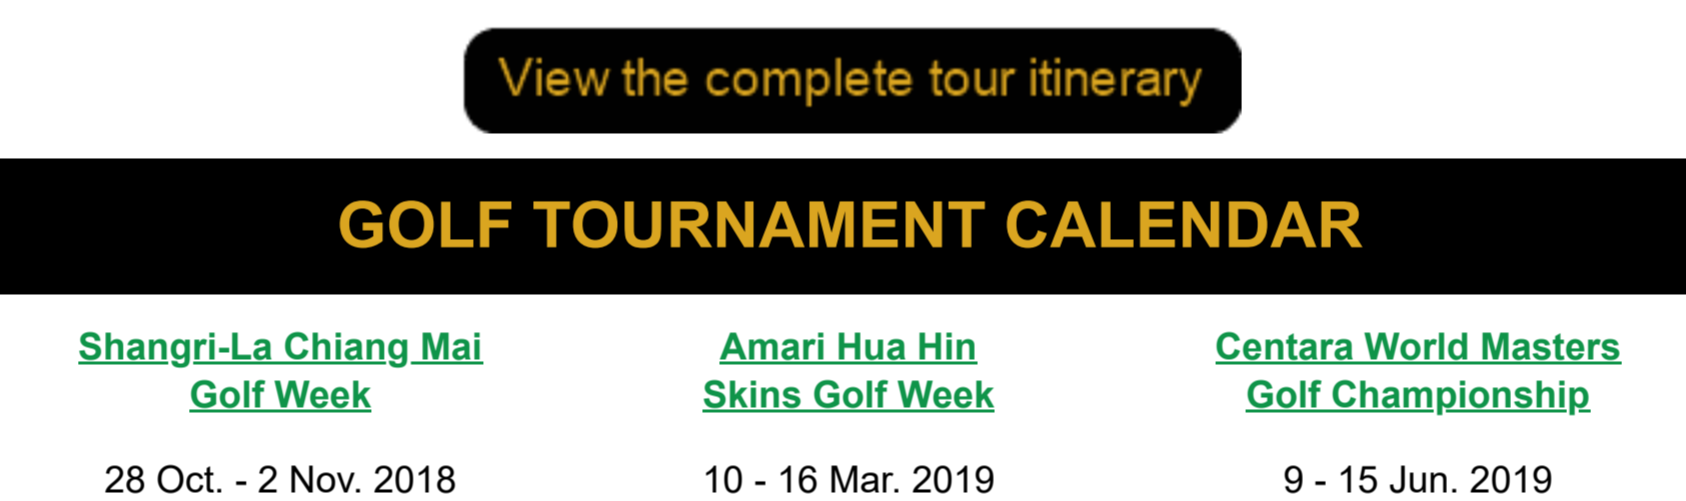 View the complete tour itinerary
GOLF TOURNAMENT CALENDAR
Shangri-La Chiang Mai
Golf Week
28 Oct. - 2 Nov. 2018
Amari Hua Hin
Skins Golf Week
10 - 16 Mar. 2019
Centara World Masters
Golf Championship
9 - 15 Jun. 2019